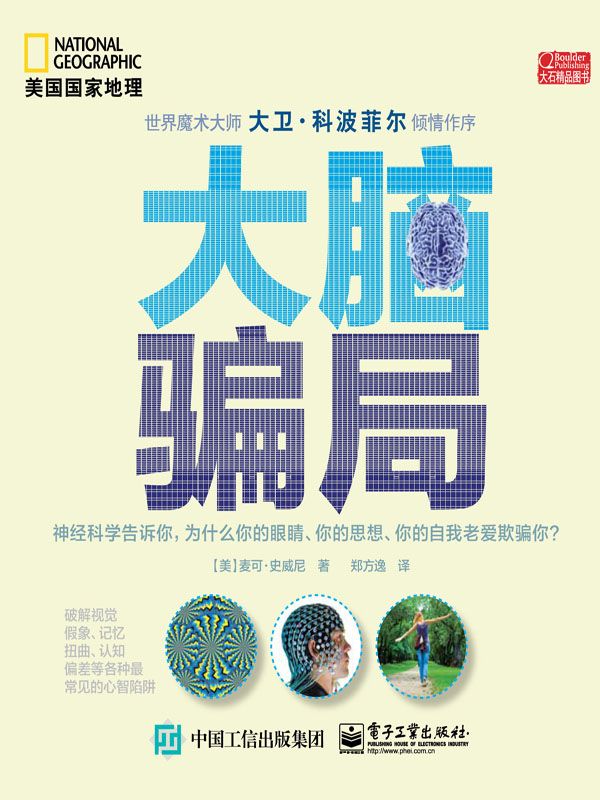 NATIONAL
GEOGRAPHIC
美国国家地理
Boulder
Publishing
大石精品图书
世界魔术大师 大卫·科波菲尔 倾情作序
大脑
骗局
神经科学告诉你，为什么你的眼睛、你的思想、你的自我老爱欺骗你？
【美】麦可·史威尼 著 郑方逸 译
破解视觉
假象、记忆
扭曲、认知
偏差等各种最
常见的心智陷阱
中国工信出版集团
電子工業出版社.
PUBLISHING HOUSE OF ELECTRONICS INDUSTRY
http://www.phei.com.cn